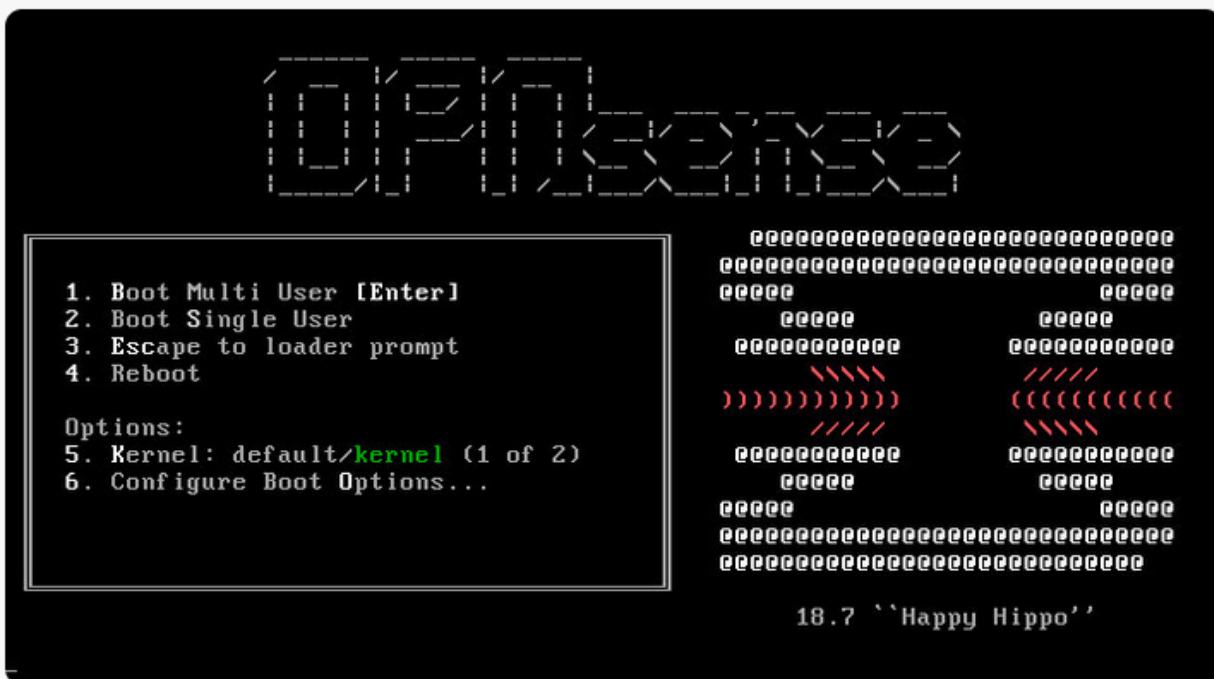 OPNsense
1. Boot Multi User [Enter]
2. Boot Single User
3. Escape to loader prompt
4. Reboot
Options:
5. Kernel: default/kernel (1 of 2)
6. Configure Boot Options...
18.7 ``Happy Hippo''